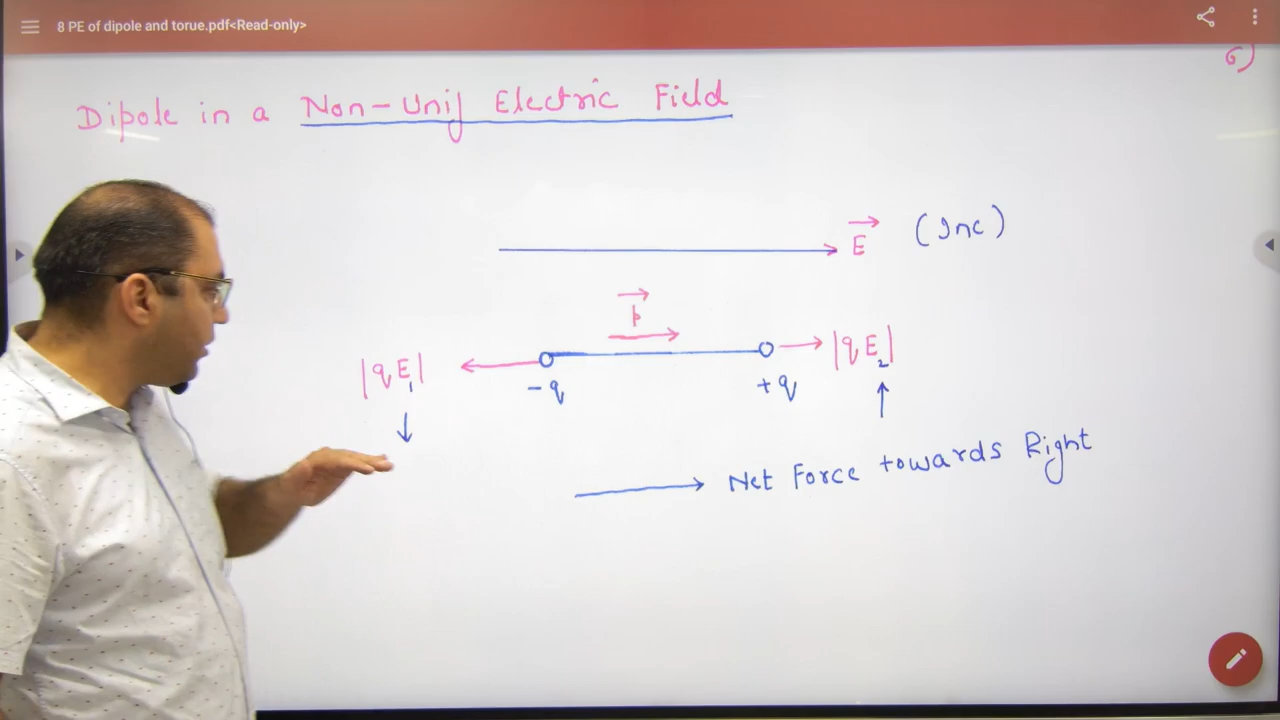 8 PE of dipole and torue.pdf<Read-only>
6)
Dipole in a Non-Unif Electric Field
E (Inc)
p
|qE₁| |qE₂|
-q +q
Net Force towards Right